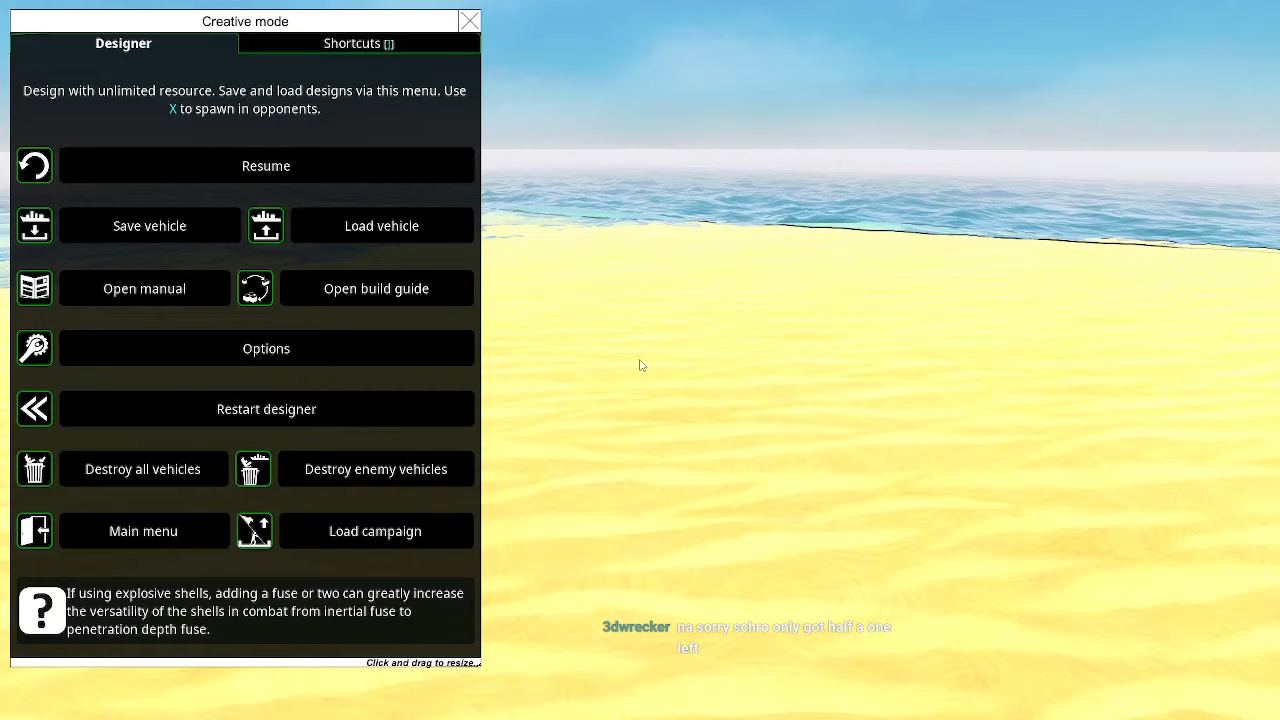 Creative mode
Designer
Shortcuts []]
Design with unlimited resource. Save and load designs via this menu. Use
X to spawn in opponents.
Resume
Save vehicle
Load vehicle
Open manual
Open build guide
Options
Restart designer
Destroy all vehicles
Destroy enemy vehicles
Main menu
Load campaign
?
If using explosive shells, adding a fuse or two can greatly increase
the versatility of the shells in combat from inertial fuse to
penetration depth fuse.
Click and drag to resize...
3dwrecker na sorry schro only got half a one
left